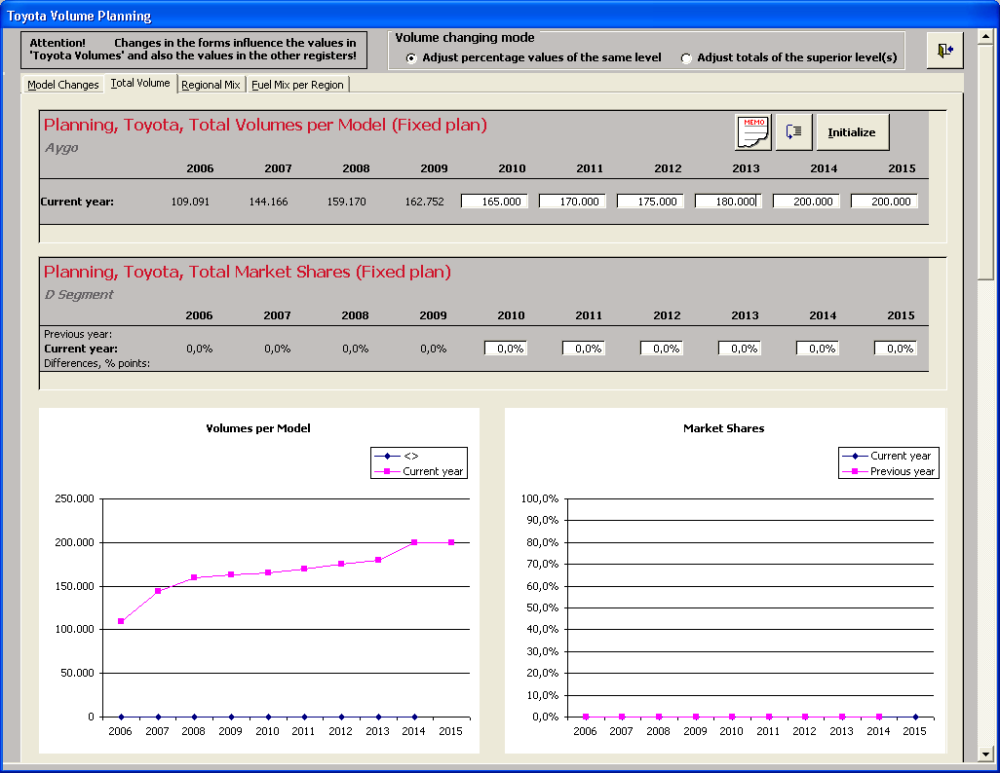 Toyota Volume Planning
Attention! Changes in the forms influence the values in
'Toyota Volumes' and also the values in the other registers!
Volume changing mode
Adjust percentage values of the same level
Adjust totals of the superior level(s)
Model Changes
Total Volume
Regional Mix
Fuel Mix per Region
Planning, Toyota, Total Volumes per Model (Fixed plan)
Aygo
MEMO
Initialize
2006 2007 2008 2009 2010 2011 2012 2013 2014 2015
Current year: 109.091 144.166 159.170 162.752 165.000 170.000 175.000 180.000 200.000 200.000
Planning, Toyota, Total Market Shares (Fixed plan)
D Segment
2006 2007 2008 2009 2010 2011 2012 2013 2014 2015
Previous year:
Current year: 0,0% 0,0% 0,0% 0,0% 0,0% 0,0% 0,0% 0,0% 0,0% 0,0%
Differences, % points:
Volumes per Model
<>
Current year
250.000
200.000
150.000
100.000
50.000
0
2006 2007 2008 2009 2010 2011 2012 2013 2014 2015
Market Shares
Current year
Previous year
100,0%
90,0%
80,0%
70,0%
60,0%
50,0%
40,0%
30,0%
20,0%
10,0%
0,0%
2006 2007 2008 2009 2010 2011 2012 2013 2014 2015